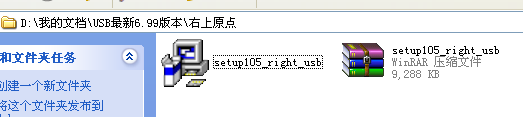 D:\我的文档\USB最新6.99版本\右上原点
和文件夹任务
创建一个新文件夹
将这个文件夹发布到
setup105_right_usb
setup105_right_usb
WinRAR 压缩文件
9,288 KB